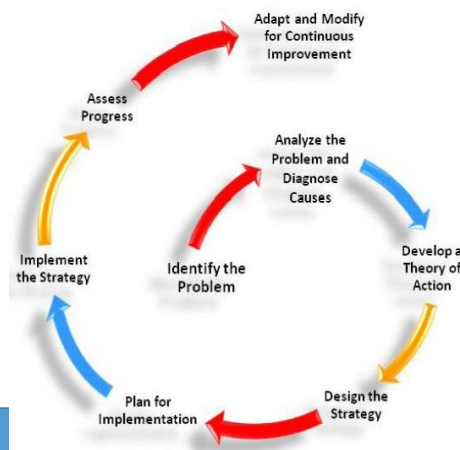 Adapt and Modify
for Continuous
Improvement
Assess
Progress
Analyze the
Problem and
Diagnose
Causes
Implement
the Strategy
Identify the
Problem
Develop a
Theory of
Action
Plan for
Implementation
Design the
Strategy